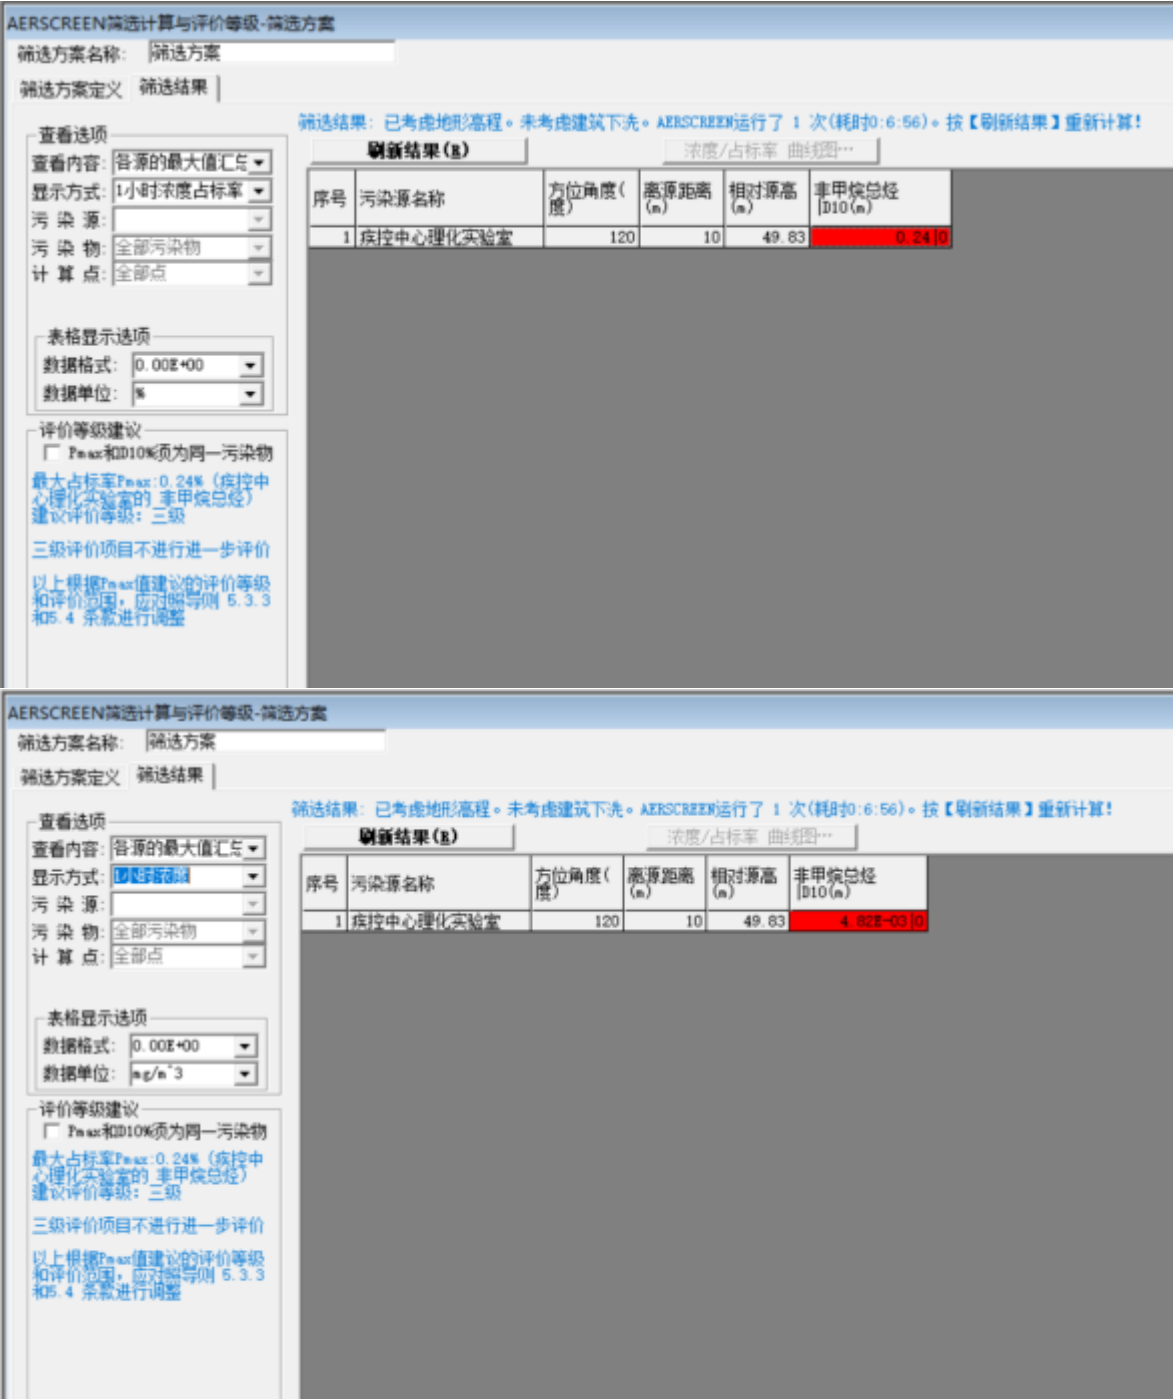 AERSCREEN筛选计算与评价等级-筛选方案
筛选方案名称: 筛选方案
筛选方案定义 筛选结果
查看选项
查看内容: 各源的最大值汇总
显示方式: 1小时浓度占标率
污 染 源:
污 染 物: 全部污染物
计 算 点: 全部点
表格显示选项
数据格式: 0.00E+00
数据单位: %
评价等级建议
Pmax和D10%须为同一污染物
最大占标率Pmax:0.24% (疾控中
心理化实验室的 非甲烷总烃)
建议评价等级: 三级
三级评价项目不进行进一步评价
以上根据Pmax值建议的评价等级
和评价范围, 应对照导则 5.3.3
和5.4 条款进行调整
筛选结果: 已考虑地形高程。未考虑建筑下洗。AERSCREEN运行了 1 次(耗时0:6:56)。按【刷新结果】重新计算!
刷新结果(R) 浓度/占标率 曲线图…
序号 污染源名称 方位角度(度) 离源距离(m) 相对源高(m) 非甲烷总烃|D10(m)
1 疾控中心理化实验室 120 10 49.83 0.24|0
AERSCREEN筛选计算与评价等级-筛选方案
筛选方案名称: 筛选方案
筛选方案定义 筛选结果
查看选项
查看内容: 各源的最大值汇总
显示方式: 1小时浓度
污 染 源:
污 染 物: 全部污染物
计 算 点: 全部点
表格显示选项
数据格式: 0.00E+00
数据单位: mg/m^3
评价等级建议
Pmax和D10%须为同一污染物
最大占标率Pmax:0.24% (疾控中
心理化实验室的 非甲烷总烃)
建议评价等级: 三级
三级评价项目不进行进一步评价
以上根据Pmax值建议的评价等级
和评价范围, 应对照导则 5.3.3
和5.4 条款进行调整
筛选结果: 已考虑地形高程。未考虑建筑下洗。AERSCREEN运行了 1 次(耗时0:6:56)。按【刷新结果】重新计算!
刷新结果(R) 浓度/占标率 曲线图…
序号 污染源名称 方位角度(度) 离源距离(m) 相对源高(m) 非甲烷总烃|D10(m)
1 疾控中心理化实验室 120 10 49.83 4.82E-03|0